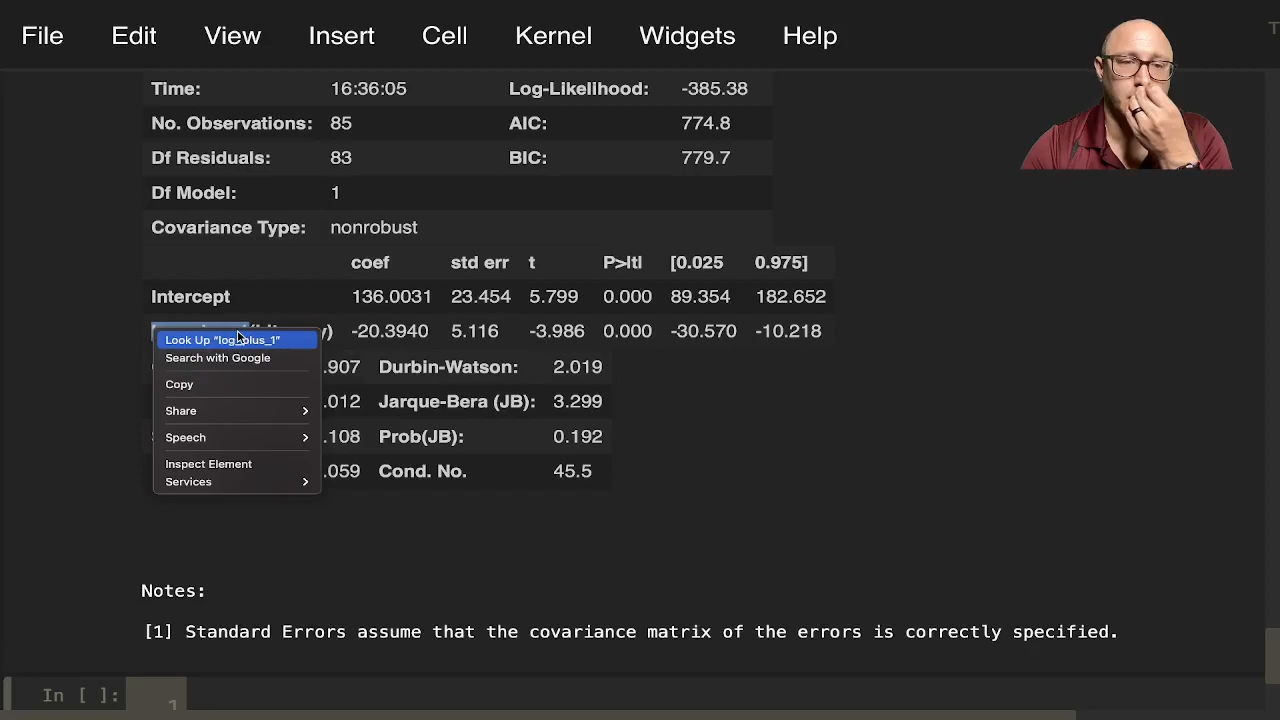 File Edit View Insert Cell Kernel Widgets Help
Time: 16:36:05 Log-Likelihood: -385.38
No. Observations: 85 AIC: 774.8
Df Residuals: 83 BIC: 779.7
Df Model: 1
Covariance Type: nonrobust
coef std err t P>|t| [0.025 0.975]
Intercept 136.0031 23.454 5.799 0.000 89.354 182.652
-20.3940 5.116 -3.986 0.000 -30.570 -10.218
Look Up "log_plus_1"
Search with Google
Copy
Share
Speech
Inspect Element
Services
.907 Durbin-Watson: 2.019
.012 Jarque-Bera (JB): 3.299
.108 Prob(JB): 0.192
.059 Cond. No. 45.5
Notes:
[1] Standard Errors assume that the covariance matrix of the errors is correctly specified.
In [ ]: 1